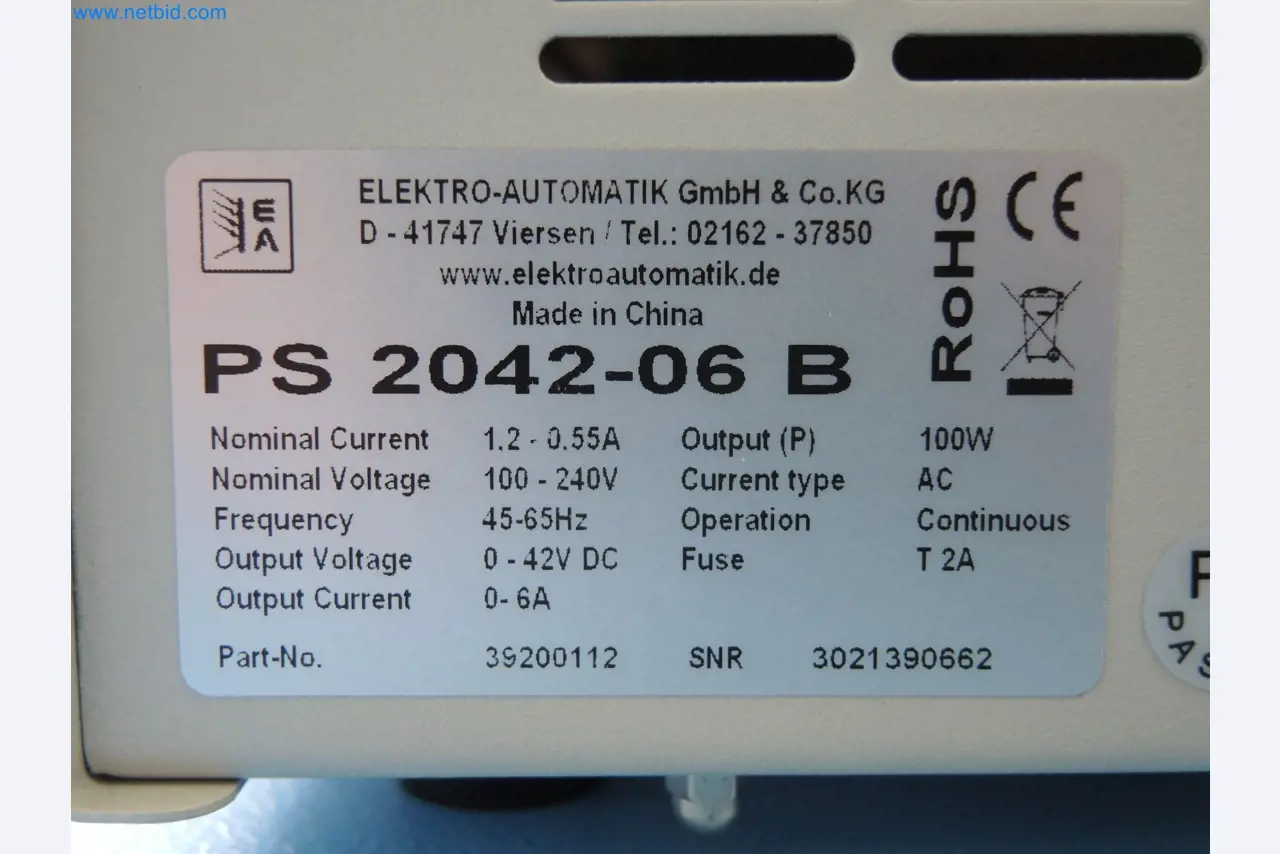 www.netbid.com
EA
ELEKTRO-AUTOMATIK GmbH & Co.KG
D - 41747 Viersen / Tel.: 02162 - 37850
www.elektroautomatik.de
Made in China
RoHS
CE
PS 2042-06 B
Nominal Current 1.2 - 0.55A Output (P) 100W
Nominal Voltage 100 - 240V Current type AC
Frequency 45-65Hz Operation Continuous
Output Voltage 0 - 42V DC Fuse T 2A
Output Current 0- 6A
Part-No. 39200112 SNR 3021390662